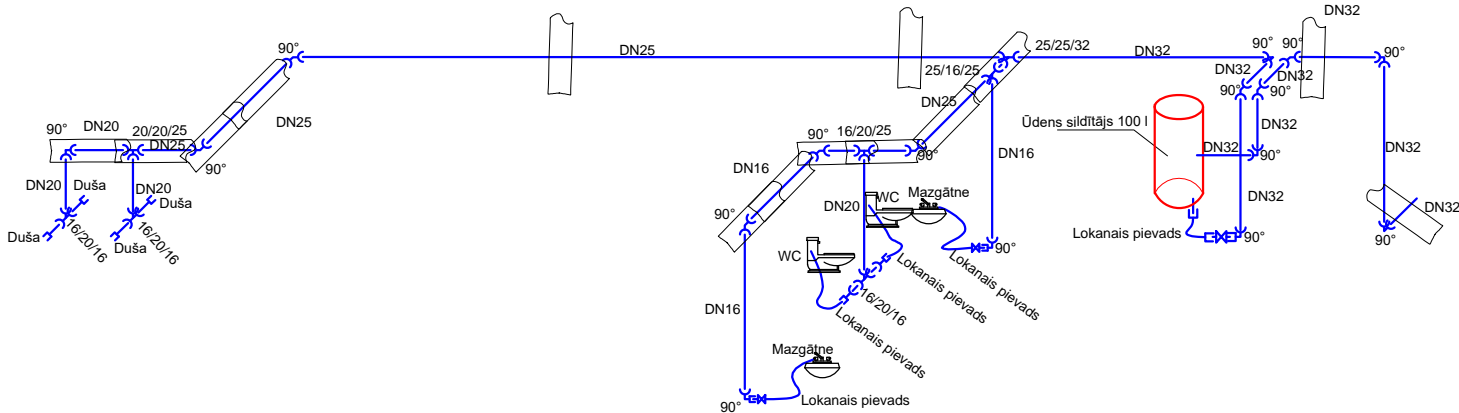 DN32
90°
DN25
25/25/32
DN32
90°
90°
90°
25/16/25
DN32
DN32
DN25
90°
90°
Ūdens sildītājs 100 l
DN25
90°
DN20
20/20/25
DN25
90°
90°
16/20/25
90°
DN16
DN16
DN32
DN32
90°
DN32
DN20
Duša
DN20
Duša
Duša
16/20/16
Duša
16/20/16
90°
DN20
WC
Mazgātne
DN32
DN32
90°
90°
Lokanais pievads
90°
WC
Lokanais pievads
Lokanais pievads
16/20/16
Lokanais pievads
DN16
Mazgātne
90°
Lokanais pievads